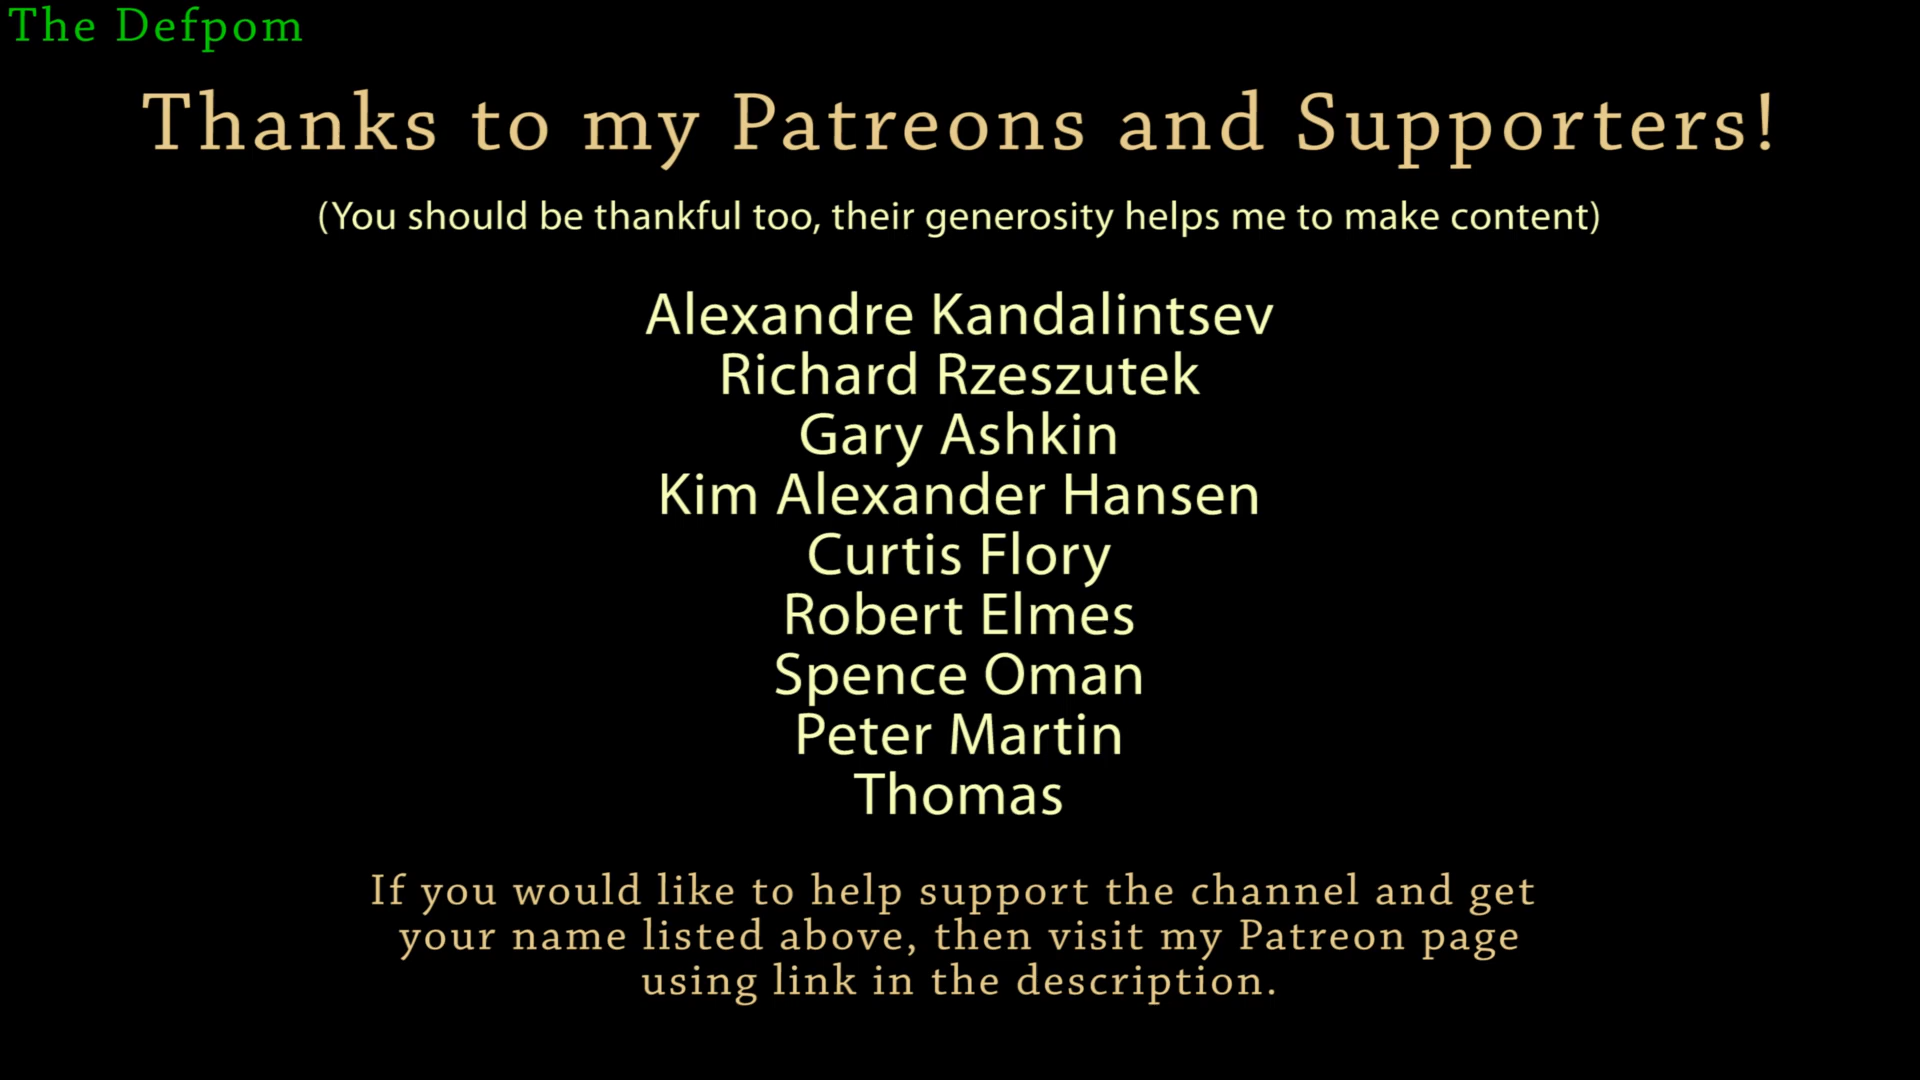 The Defpom
Thanks to my Patreons and Supporters!
(You should be thankful too, their generosity helps me to make content)
Alexandre Kandalintsev
Richard Rzeszutek
Gary Ashkin
Kim Alexander Hansen
Curtis Flory
Robert Elmes
Spence Oman
Peter Martin
Thomas
If you would like to help support the channel and get
your name listed above, then visit my Patreon page
using link in the description.